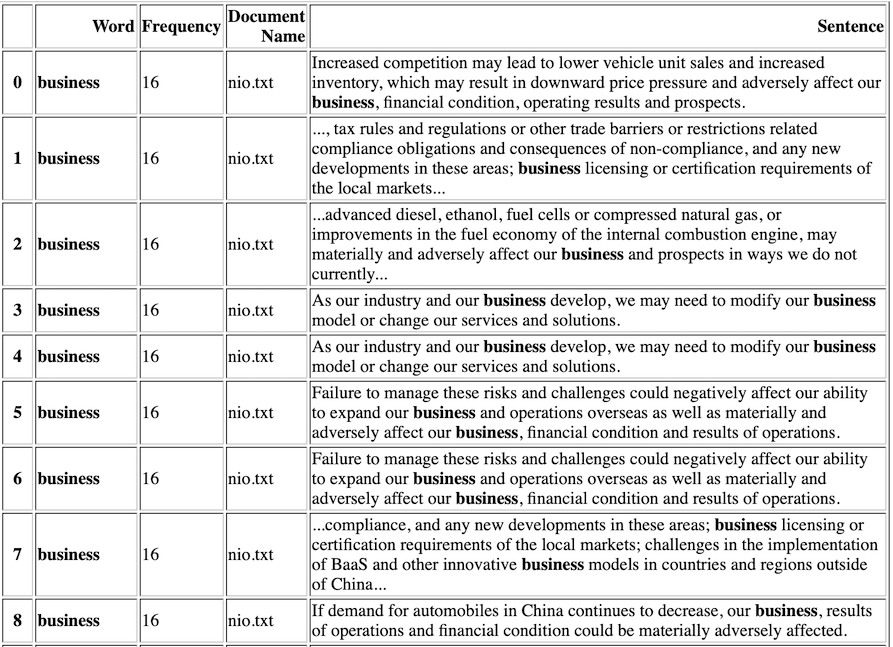 Word Frequency Document Name Sentence
0 business 16 nio.txt Increased competition may lead to lower vehicle unit sales and increased
inventory, which may result in downward price pressure and adversely affect our
business, financial condition, operating results and prospects.
1 business 16 nio.txt ..., tax rules and regulations or other trade barriers or restrictions related
compliance obligations and consequences of non-compliance, and any new
developments in these areas; business licensing or certification requirements of
the local markets...
2 business 16 nio.txt ...advanced diesel, ethanol, fuel cells or compressed natural gas, or
improvements in the fuel economy of the internal combustion engine, may
materially and adversely affect our business and prospects in ways we do not
currently...
3 business 16 nio.txt As our industry and our business develop, we may need to modify our business
model or change our services and solutions.
4 business 16 nio.txt As our industry and our business develop, we may need to modify our business
model or change our services and solutions.
5 business 16 nio.txt Failure to manage these risks and challenges could negatively affect our ability
to expand our business and operations overseas as well as materially and
adversely affect our business, financial condition and results of operations.
6 business 16 nio.txt Failure to manage these risks and challenges could negatively affect our ability
to expand our business and operations overseas as well as materially and
adversely affect our business, financial condition and results of operations.
7 business 16 nio.txt ...compliance, and any new developments in these areas; business licensing or
certification requirements of the local markets; challenges in the implementation
of BaaS and other innovative business models in countries and regions outside
of China...
8 business 16 nio.txt If demand for automobiles in China continues to decrease, our business, results
of operations and financial condition could be materially adversely affected.